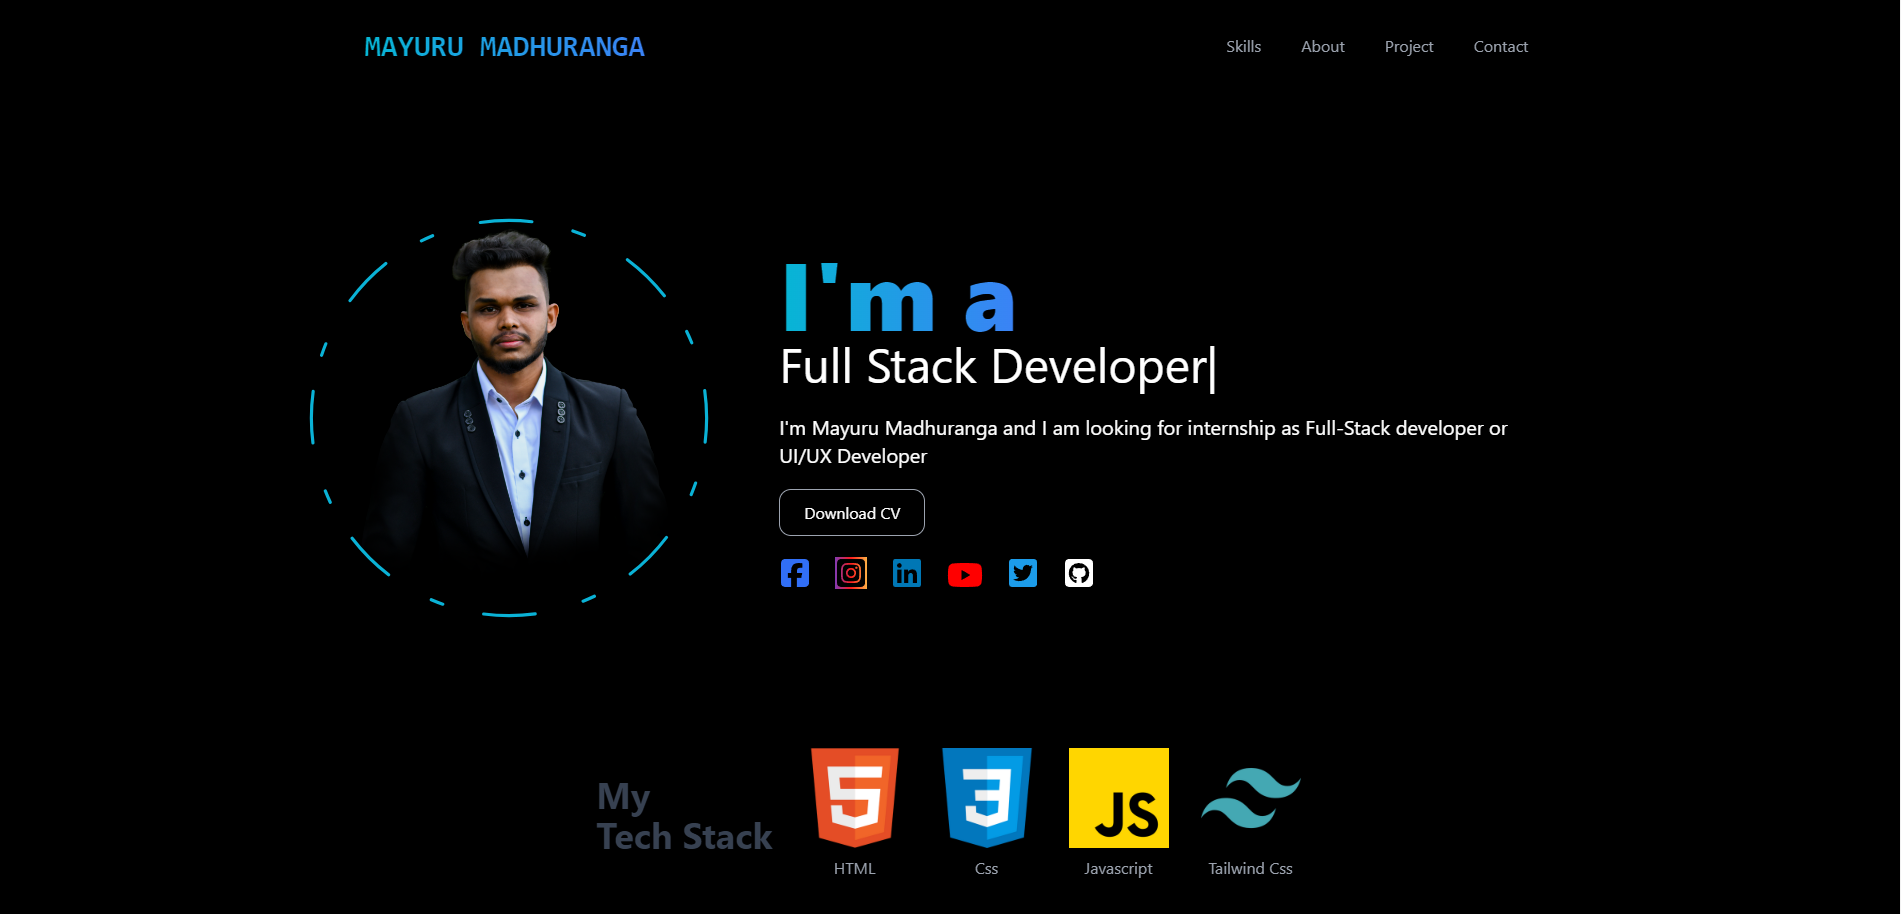 MAYURU MADHURANGA
Skills About Project Contact
I'm a
Full Stack Developer|
I'm Mayuru Madhuranga and I am looking for internship as Full-Stack developer or
UI/UX Developer
Download CV
My
Tech Stack
5
3
JS
HTML
Css
Javascript
Tailwind Css